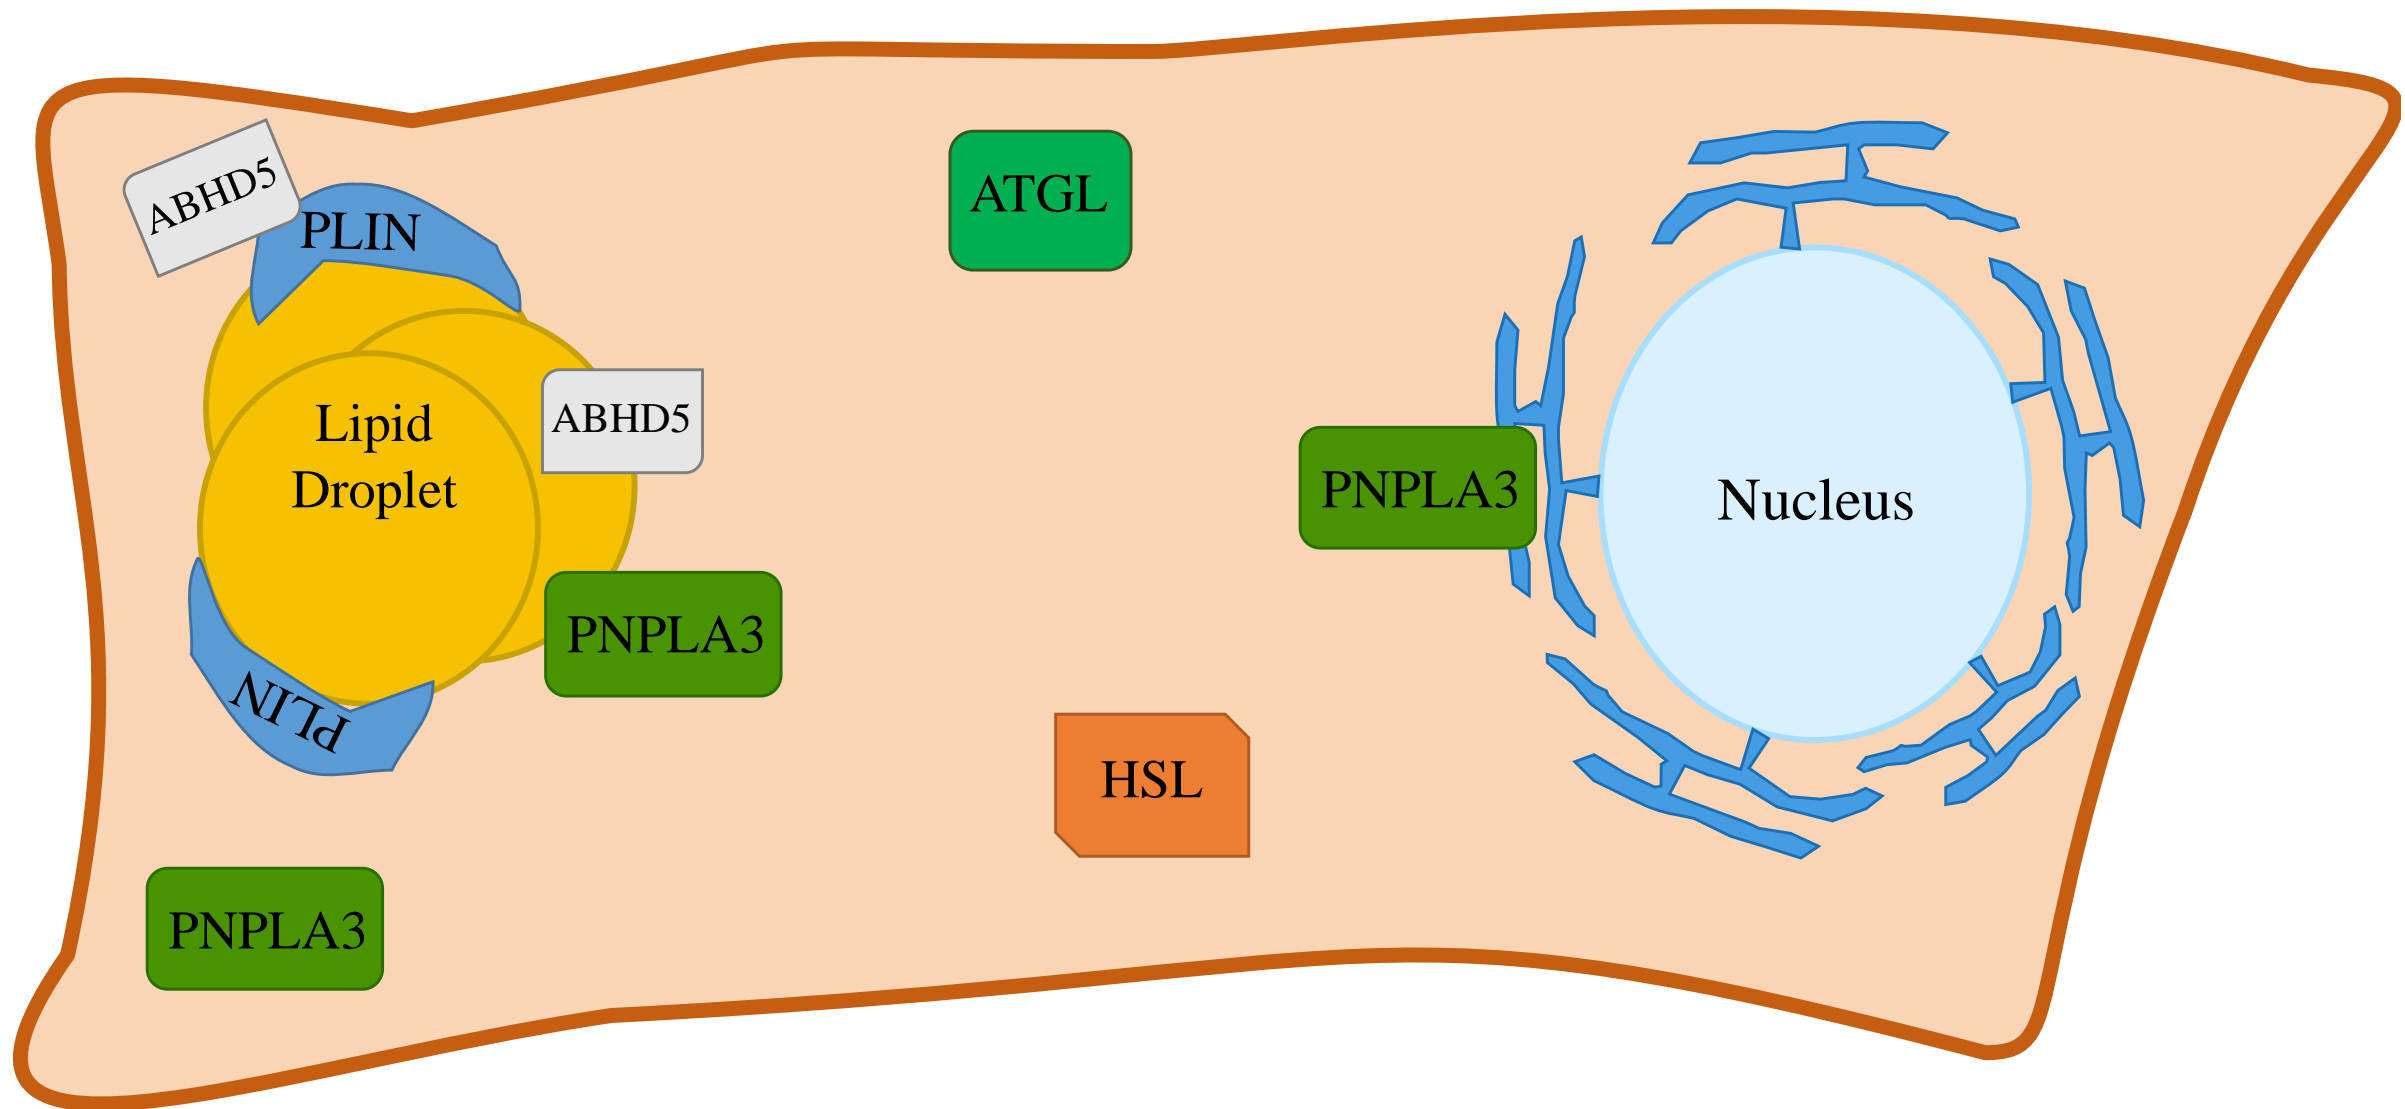 ABHD5
PLIN
ATGL
Lipid
Droplet
ABHD5
PNPLA3
Nucleus
PNPLA3
PLIN
HSL
PNPLA3